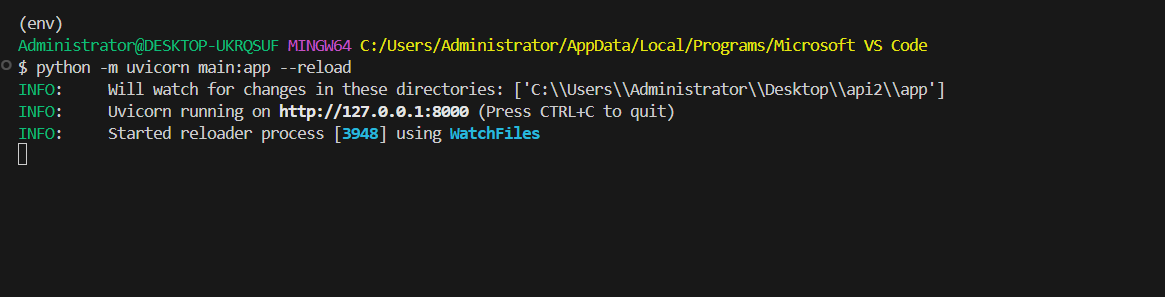 (env)
Administrator@DESKTOP-UKRQSUF MINGW64 C:/Users/Administrator/AppData/Local/Programs/Microsoft VS Code
$ python -m uvicorn main:app --reload
INFO:     Will watch for changes in these directories: ['C:\\Users\\Administrator\\Desktop\\api2\\app']
INFO:     Uvicorn running on http://127.0.0.1:8000 (Press CTRL+C to quit)
INFO:     Started reloader process [3948] using WatchFiles